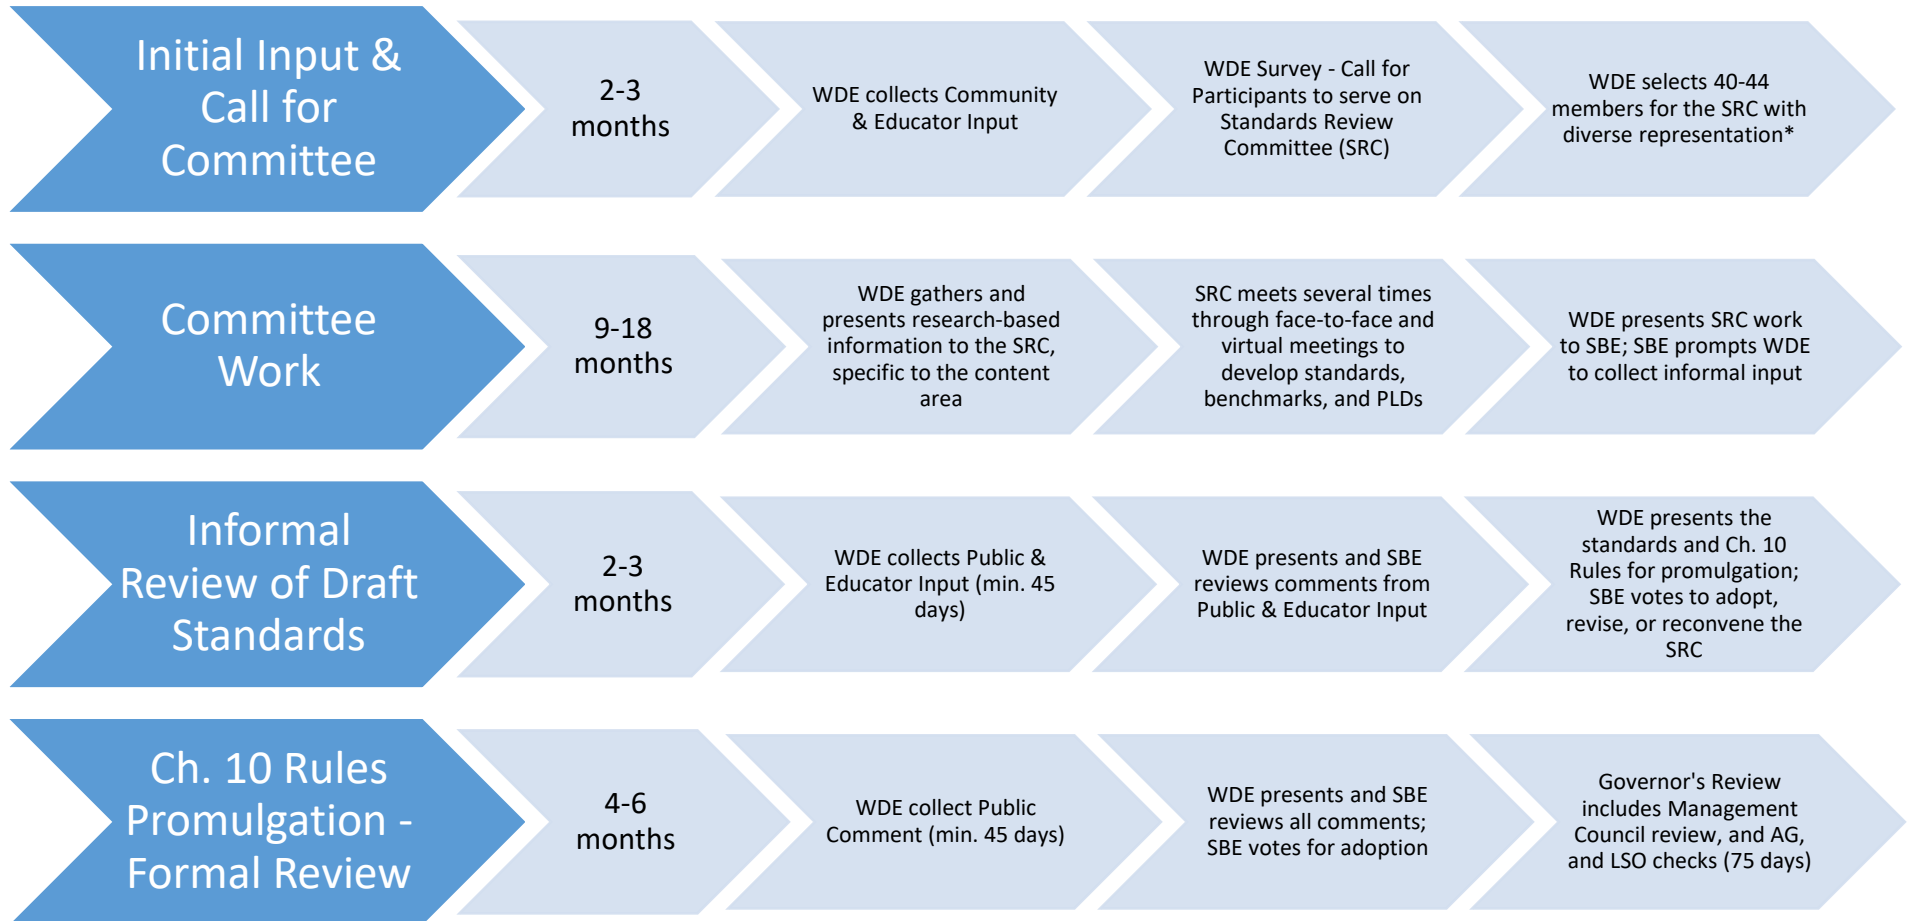 Initial Input &
Call for
Committee
2-3
months
WDE collects Community
& Educator Input
WDE Survey - Call for
Participants to serve on
Standards Review
Committee (SRC)
WDE selects 40-44
members for the SRC with
diverse representation*
Committee
Work
9-18
months
WDE gathers and
presents research-based
information to the SRC,
specific to the content
area
SRC meets several times
through face-to-face and
virtual meetings to
develop standards,
benchmarks, and PLDs
WDE presents SRC work
to SBE; SBE prompts WDE
to collect informal input
Informal
Review of Draft
Standards
2-3
months
WDE collects Public &
Educator Input (min. 45
days)
WDE presents and SBE
reviews comments from
Public & Educator Input
WDE presents the
standards and Ch. 10
Rules for promulgation;
SBE votes to adopt,
revise, or reconvene the
SRC
Ch. 10 Rules
Promulgation -
Formal Review
4-6
months
WDE collect Public
Comment (min. 45 days)
WDE presents and SBE
reviews all comments;
SBE votes for adoption
Governor's Review
includes Management
Council review, and AG,
and LSO checks (75 days)